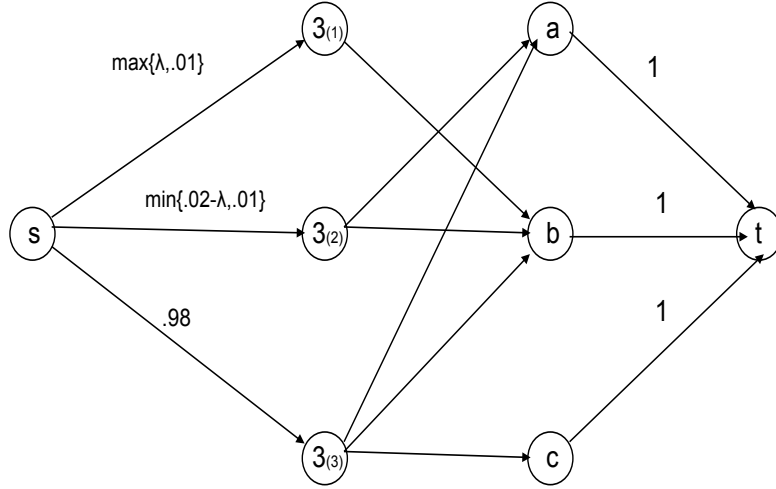 3(1)
a
max{λ,.01}
1
min{.02-λ,.01}
1
s
3(2)
b
t
.98
1
3(3)
c